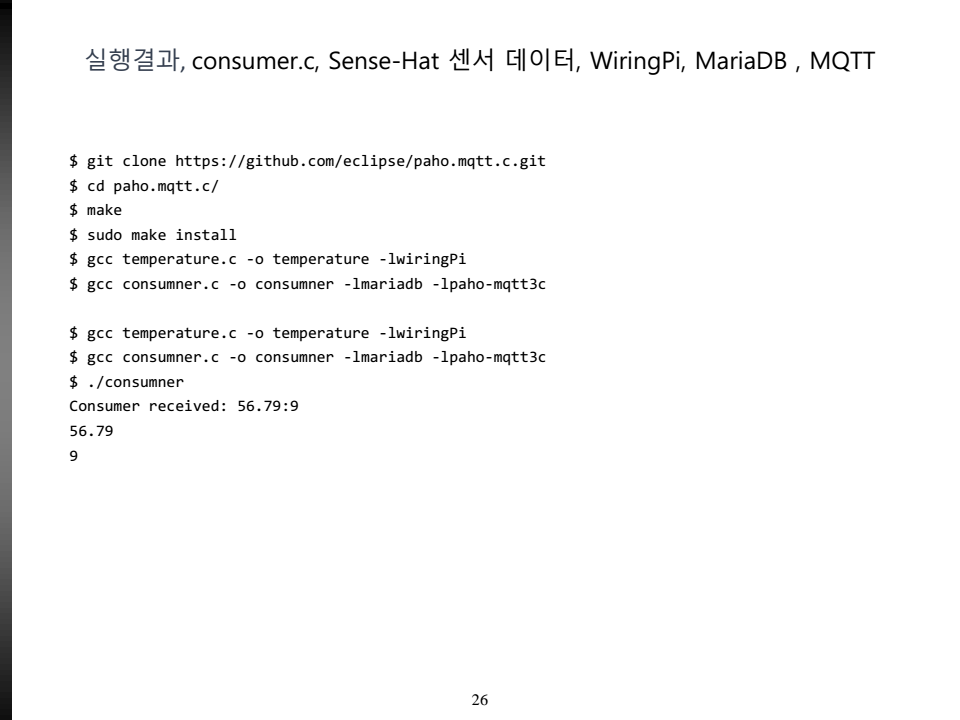 실행결과, consumer.c, Sense-Hat 센서 데이터, WiringPi, MariaDB , MQTT
$ git clone https://github.com/eclipse/paho.mqtt.c.git
$ cd paho.mqtt.c/
$ make
$ sudo make install
$ gcc temperature.c -o temperature -lwiringPi
$ gcc consumner.c -o consumner -lmariadb -lpaho-mqtt3c
$ gcc temperature.c -o temperature -lwiringPi
$ gcc consumner.c -o consumner -lmariadb -lpaho-mqtt3c
$ ./consumner
Consumer received: 56.79:9
56.79
9
26